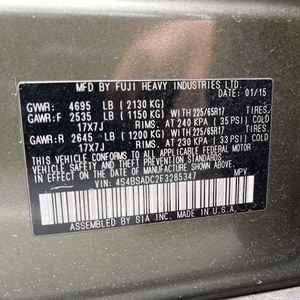 MFD BY FUJI HEAVY INDUSTRIES LTD.
DATE: 01/15
GVWR: 4695 LB (2130 KG)
GAWR:F 2535 LB (1150 KG) WITH 225/65R17 TIRES,
17X7J RIMS AT 240 KPA (35 PSI)
GAWR:R 2645 LB (1200 KG) WITH 225/65R17 TIRES,
17X7J RIMS AT 230 KPA (33 PSI)
THIS VEHICLE CONFORMS TO ALL APPLICABLE FEDERAL MOTOR
VEHICLE SAFETY AND THEFT PREVENTION STANDARDS
IN EFFECT ON THE DATE OF MANUFACTURE SHOWN ABOVE.
VIN: 4S4BSADC2F3285347 MPV
ASSEMBLED BY SIA INC. MADE IN U.S.A.